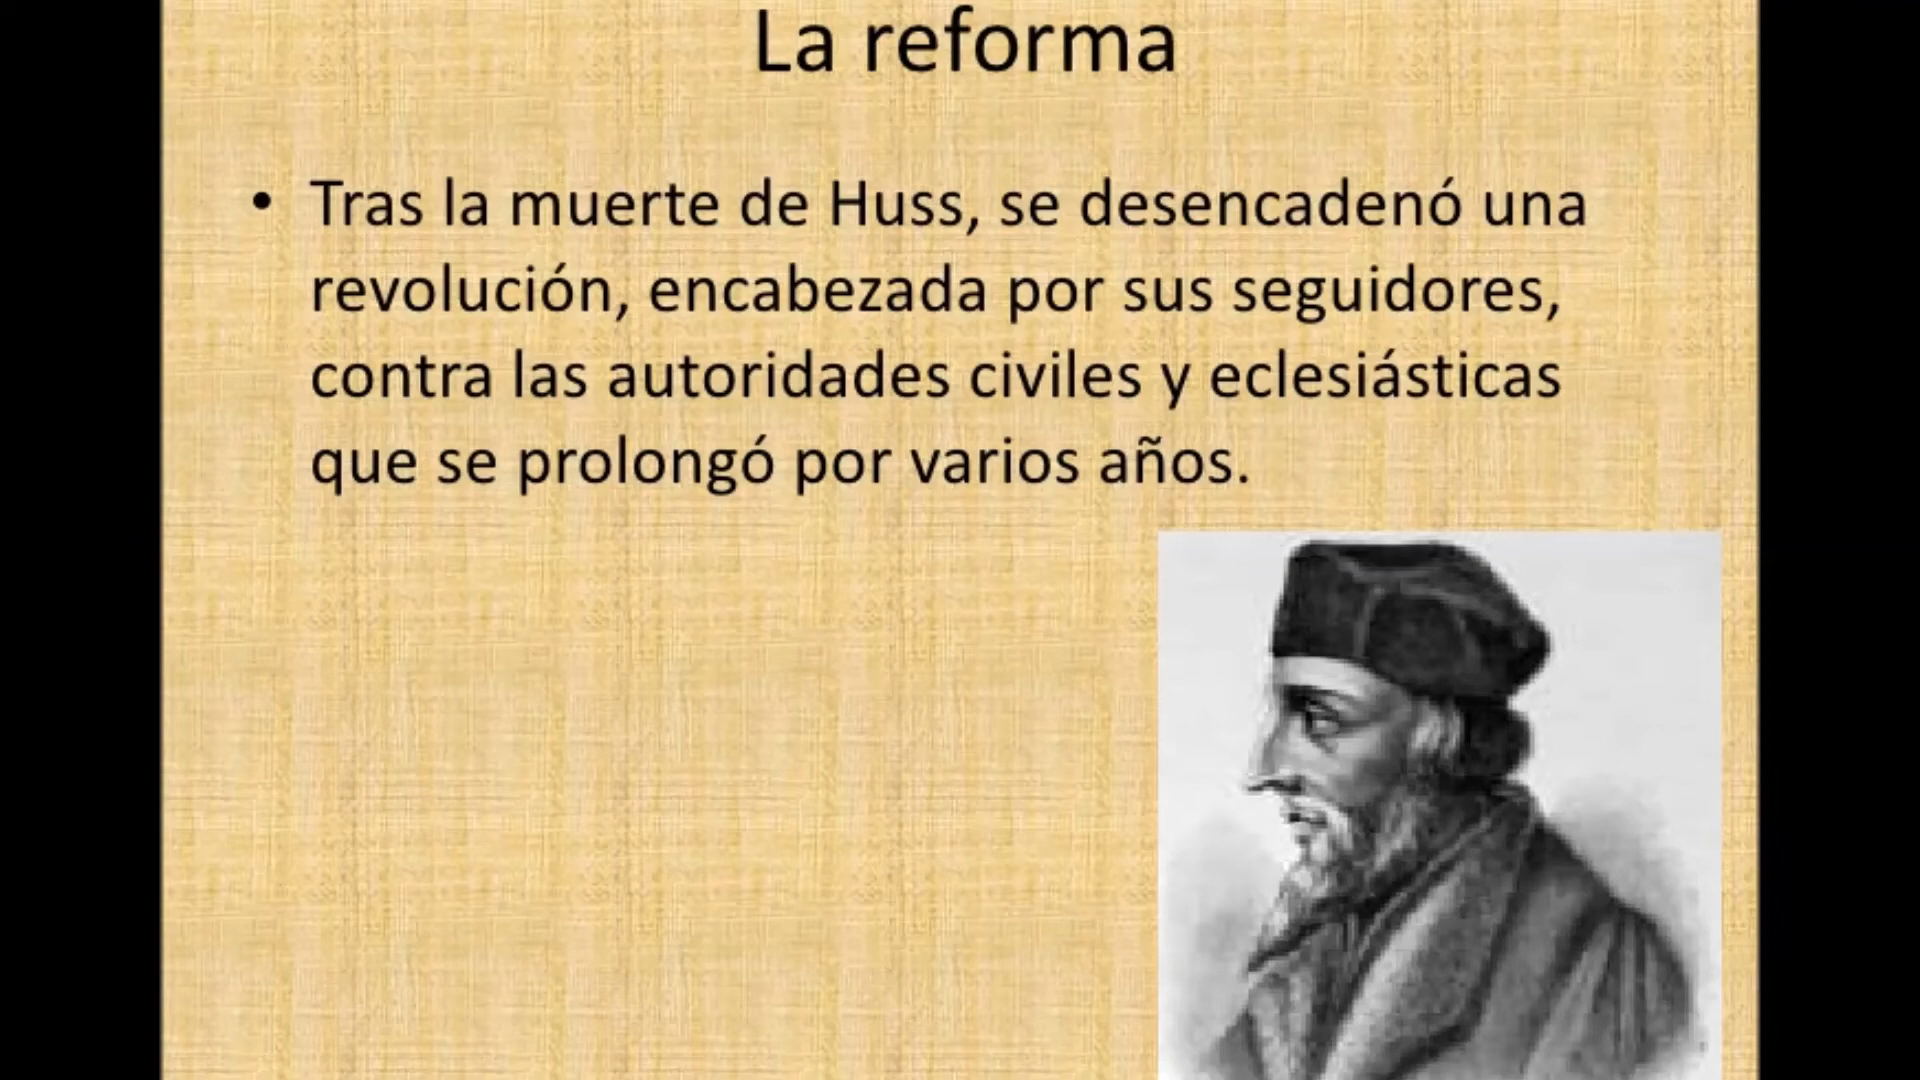 La reforma
• Tras la muerte de Huss, se desencadenó una
revolución, encabezada por sus seguidores,
contra las autoridades civiles y eclesiásticas
que se prolongó por varios años.